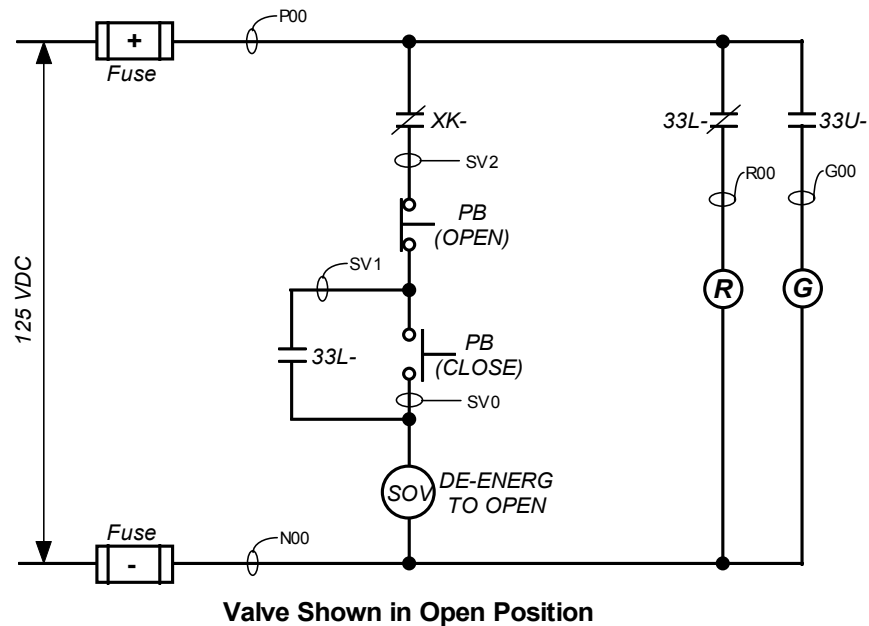 P00
+
Fuse
XK-
33L-
33U-
SV2
R00
G00
PB
(OPEN)
SV1
R
G
125 VDC
33L-
PB
(CLOSE)
SV0
SOV
DE-ENERG
TO OPEN
Fuse
N00
-
Valve Shown in Open Position